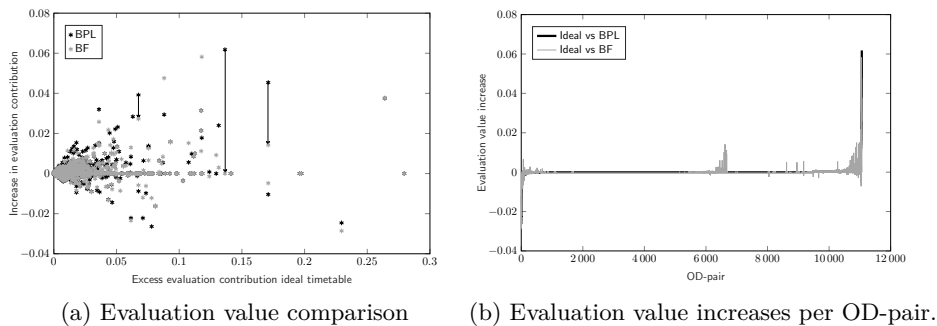 0.08
0.06
0.04
0.02
0
−0.02
−0.04
Increase in evaluation contribution
BPL
BF
0 0.05 0.1 0.15 0.2 0.25 0.3
Excess evaluation contribution ideal timetable
(a) Evaluation value comparison
0.08
0.06
0.04
0.02
0
−0.02
−0.04
Evaluation value increase
Ideal vs BPL
Ideal vs BF
0 2 000 4 000 6 000 8 000 10 000 12 000
OD-pair
(b) Evaluation value increases per OD-pair.